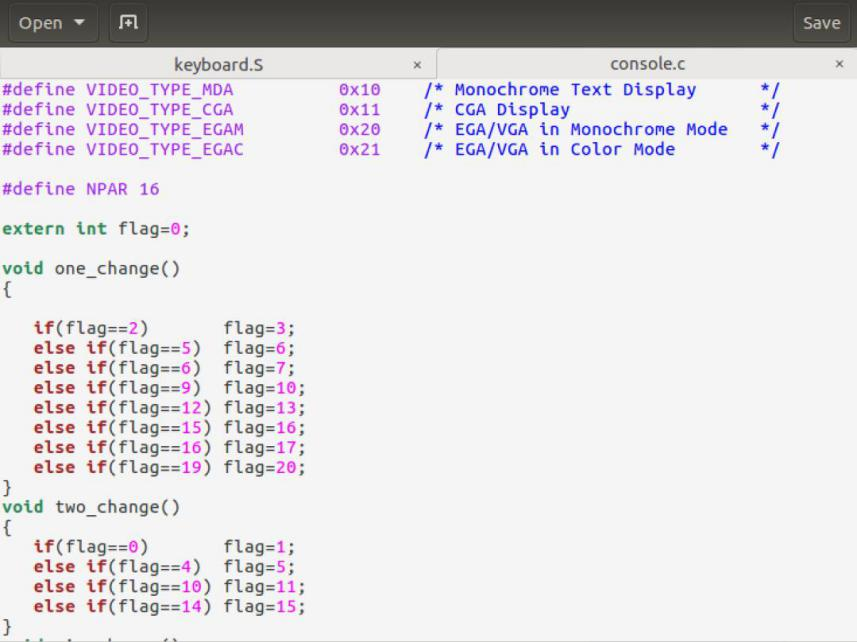 Open Save
keyboard.S × console.c ×
#define VIDEO_TYPE_MDA 0x10 /* Monochrome Text Display */
#define VIDEO_TYPE_CGA 0x11 /* CGA Display */
#define VIDEO_TYPE_EGAM 0x20 /* EGA/VGA in Monochrome Mode */
#define VIDEO_TYPE_EGAC 0x21 /* EGA/VGA in Color Mode */
#define NPAR 16
extern int flag=0;
void one_change()
{
if(flag==2) flag=3;
else if(flag==5) flag=6;
else if(flag==6) flag=7;
else if(flag==9) flag=10;
else if(flag==12) flag=13;
else if(flag==15) flag=16;
else if(flag==16) flag=17;
else if(flag==19) flag=20;
}
void two_change()
{
if(flag==0) flag=1;
else if(flag==4) flag=5;
else if(flag==10) flag=11;
else if(flag==14) flag=15;
}